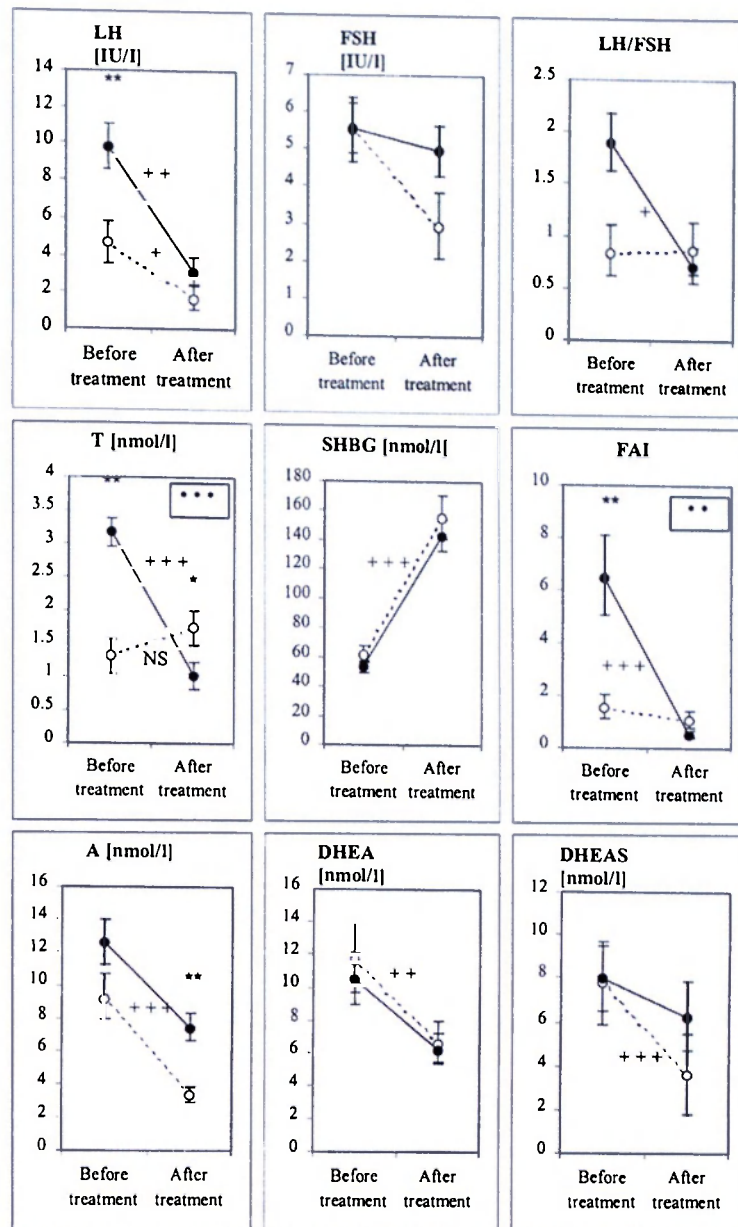 LH
[IU/l]
14
12
10
8
6
4
2
0
**
++
+
Before After
treatment treatment
FSH
[IU/l]
7
6
5
4
3
2
1
0
Before After
treatment treatment
LH/FSH
2.5
2
1.5
1
0.5
0
+
Before After
treatment treatment
T [nmol/l]
4
3.5
3
2.5
2
1.5
1
0.5
0
**
•••
+++
*
NS
Before After
treatment treatment
SHBG [nmol/l[
180
160
140
120
100
80
60
40
20
0
+++
Before After
treatment treatment
FAI
10
8
6
4
2
0
**
••
+++
Before After
treatment treatment
A [nmol/l]
16
14
12
10
8
6
4
2
0
**
+++
Before After
treatment treatment
DHEA
[nmol/l]
16
14
12
10
8
6
4
2
0
++
Before After
treatment treatment
DHEAS
[nmol/l]
12
10
8
6
4
2
0
+++
Before After
treatment treatment